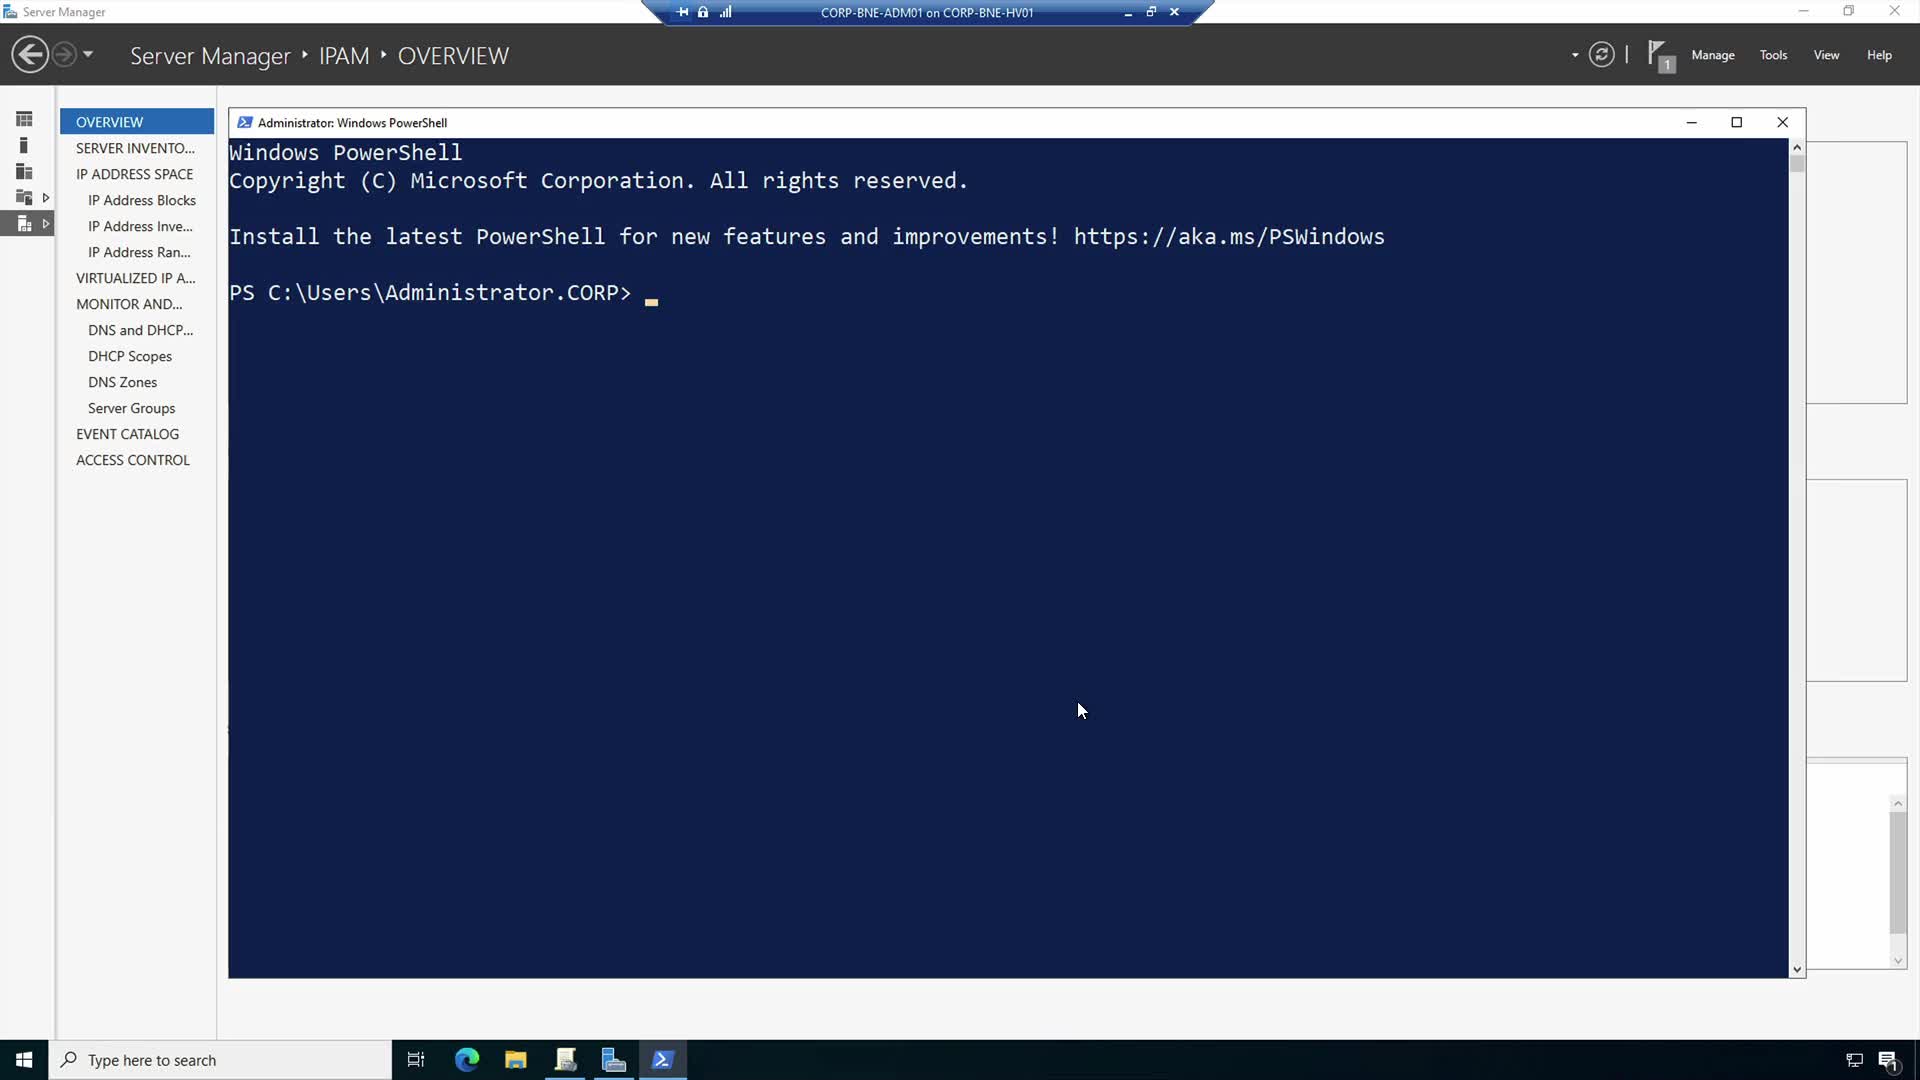 Server Manager
CORP-BNE-ADM01 on CORP-BNE-HV01
Server Manager ‣ IPAM ‣ OVERVIEW
1
Manage
Tools
View
Help
OVERVIEW
SERVER INVENTO...
IP ADDRESS SPACE
IP Address Blocks
IP Address Inve...
IP Address Ran...
VIRTUALIZED IP A...
MONITOR AND...
DNS and DHCP...
DHCP Scopes
DNS Zones
Server Groups
EVENT CATALOG
ACCESS CONTROL
Administrator: Windows PowerShell
Windows PowerShell
Copyright (C) Microsoft Corporation. All rights reserved.
Install the latest PowerShell for new features and improvements! https://aka.ms/PSWindows
PS C:\Users\Administrator.CORP>
Type here to search
1